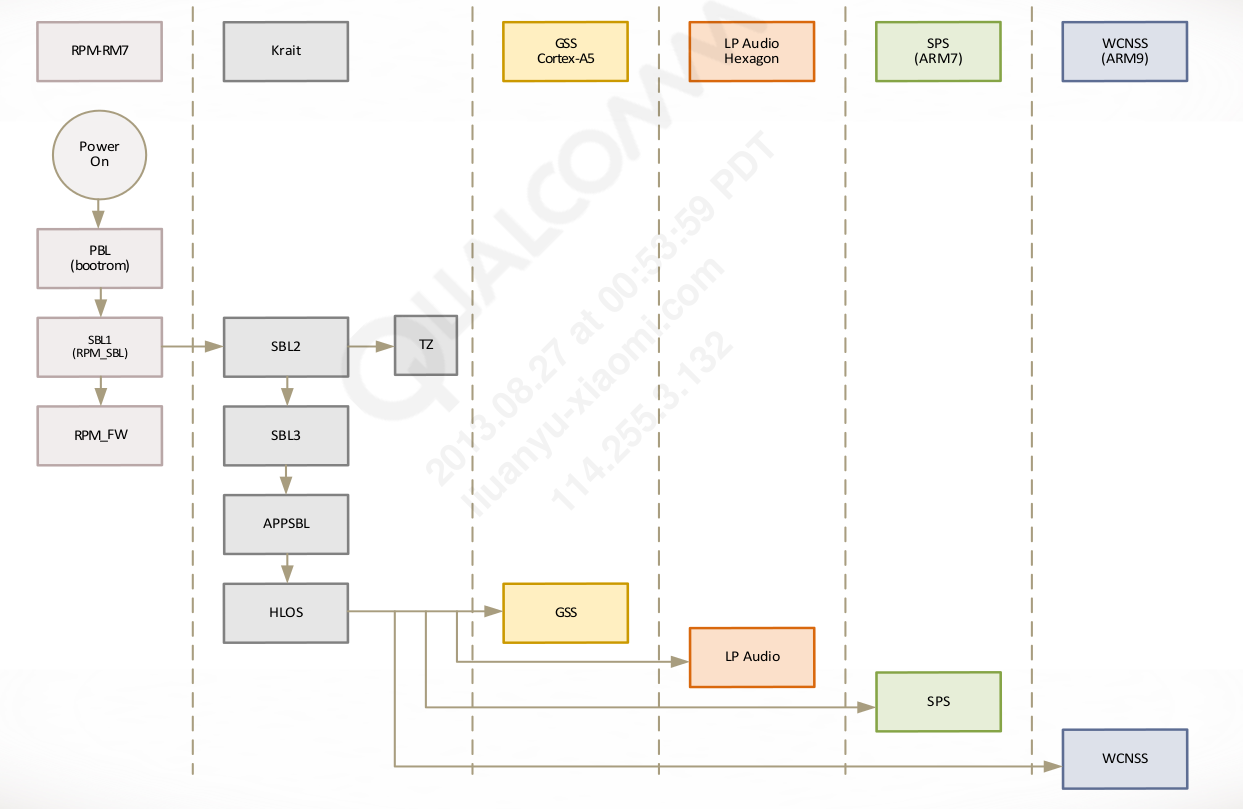 RPM-RM7
Krait
GSS
Cortex-A5
LP Audio
Hexagon
SPS
(ARM7)
WCNSS
(ARM9)
Power
On
PBL
(bootrom)
SBL1
(RPM_SBL)
SBL2
TZ
RPM_FW
SBL3
APPSBL
HLOS
GSS
LP Audio
SPS
WCNSS
QUALCOMM
2013.08.27 at 00:53:59 PDT
liuanyu-xiaomi.com
114.255.3.132